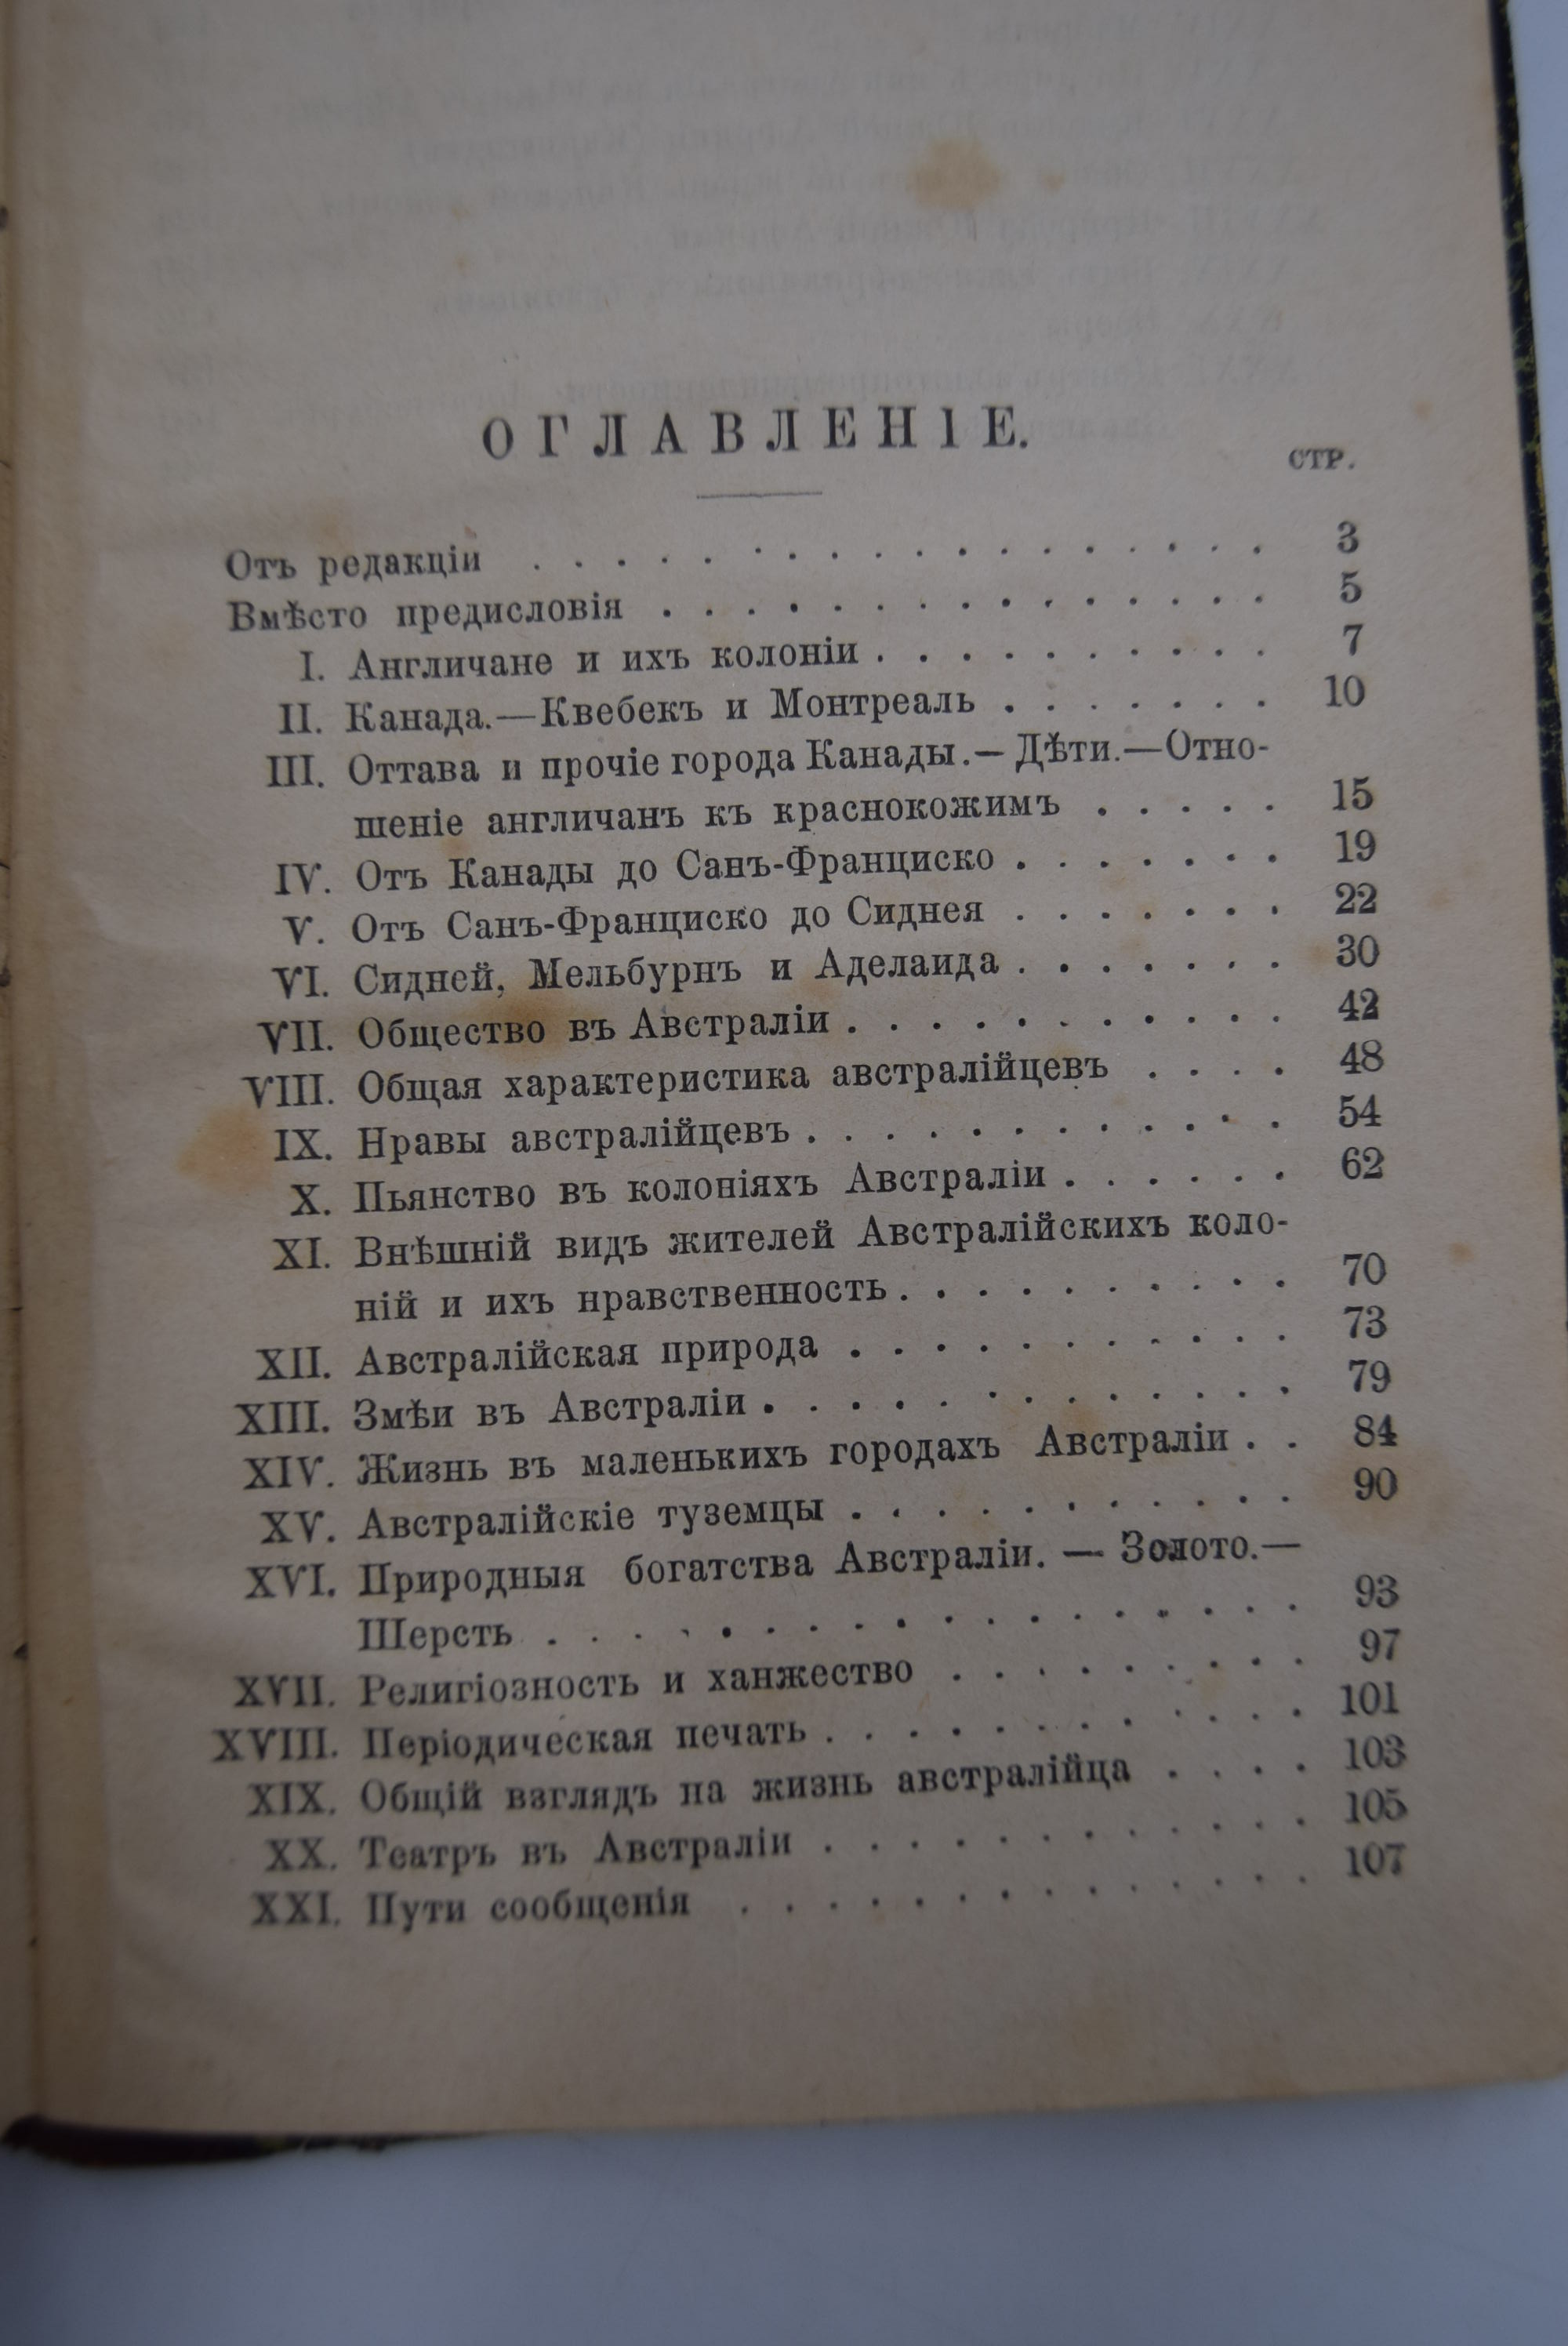 ОГЛАВЛЕНІЕ.
СТР.
Отъ редакціи . . . . . . . . . . . . . . . . . 3
Вмѣсто предисловія . . . . . . . . . . . . . . . 5
I. Англичане и ихъ колоніи . . . . . . . . . . 7
II. Канада.—Квебекъ и Монтреаль . . . . . . . 10
III. Оттава и прочіе города Канады.—Дѣти.—Отно-
шеніе англичанъ къ краснокожимъ . . . . . 15
IV. Отъ Канады до Санъ-Франциско . . . . . . . 19
V. Отъ Санъ-Франциско до Сиднея . . . . . . . 22
VI. Сидней, Мельбурнъ и Аделаида . . . . . . . 30
VII. Общество въ Австраліи . . . . . . . . . . . 42
VIII. Общая характеристика австралійцевъ . . . . 48
IX. Нравы австралійцевъ . . . . . . . . . . . . 54
X. Пьянство въ колоніяхъ Австраліи . . . . . . 62
XI. Внѣшній видъ жителей Австралійскихъ коло-
ній и ихъ нравственность . . . . . . . . . . 70
XII. Австралійская природа . . . . . . . . . . . 73
XIII. Змѣи въ Австраліи . . . . . . . . . . . . . 79
XIV. Жизнь въ маленькихъ городахъ Австраліи . . 84
XV. Австралійскіе туземцы . . . . . . . . . . . 90
XVI. Природныя богатства Австраліи. — Золото.—
Шерсть . . . . . . . . . . . . . . . . . . 93
XVII. Религіозность и ханжество . . . . . . . . . 97
XVIII. Періодическая печать . . . . . . . . . . . . 101
XIX. Общій взглядъ на жизнь австралійца . . . . 103
XX. Театръ въ Австраліи . . . . . . . . . . . . 105
XXI. Пути сообщенія . . . . . . . . . . . . . . 107